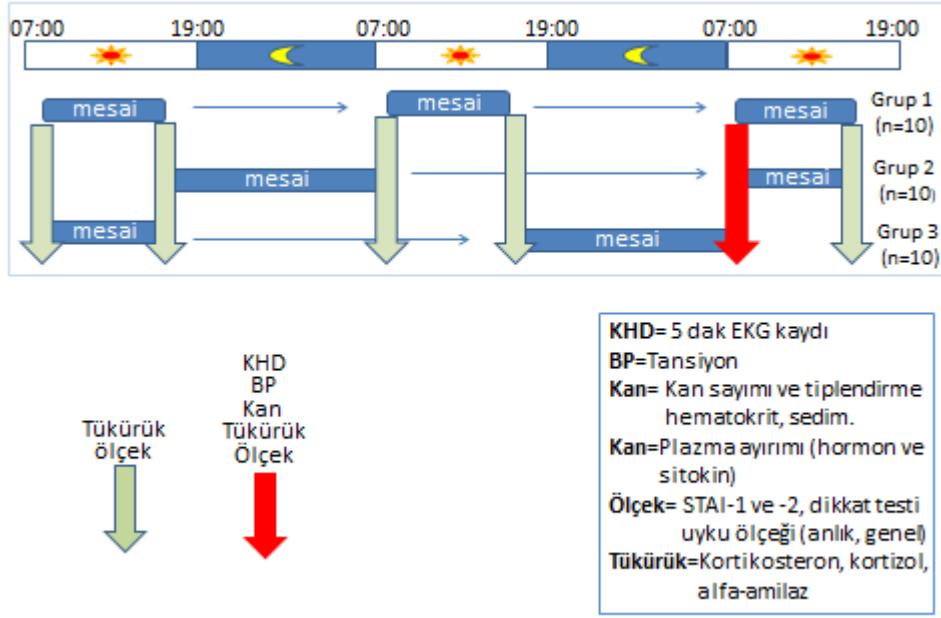 07:00 19:00 07:00 19:00 07:00 19:00
mesai mesai mesai Grup 1
(n=10)
mesai mesai Grup 2
(n=10)
mesai mesai Grup 3
(n=10)
KHD
BP
Kan
Tükürük
Ölçek
Tükürük
ölçek
KHD= 5 dak EKG kaydı
BP=Tansiyon
Kan= Kan sayımı ve tiplendirme
hematokrit, sedim.
Kan=Plazma ayırımı (hormon ve
sitokin)
Ölçek= STAI-1 ve -2, dikkat testi
uyku ölçeği (anlık, genel)
Tükürük=Kortikosteron, kortizol,
alfa-amilaz